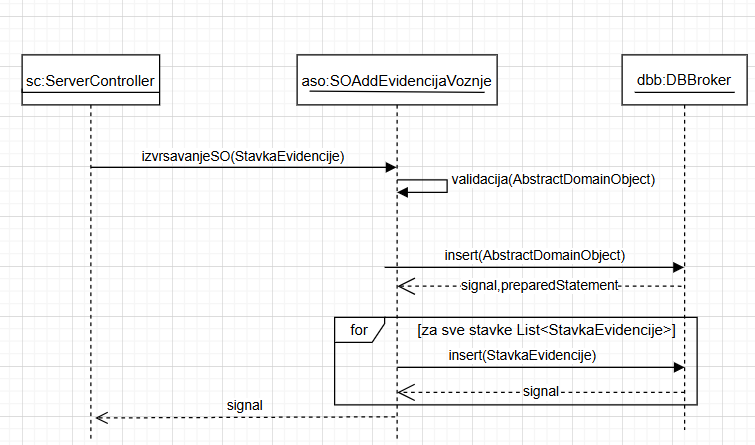 sc:ServerController
aso:SOAddEvidencijaVoznje
dbb:DBBroker
izvrsavanjeSO(StavkaEvidencije)
validacija(AbstractDomainObject)
insert(AbstractDomainObject)
signal,preparedStatement
for
[za sve stavke List<StavkaEvidencije>]
insert(StavkaEvidencije)
signal
signal